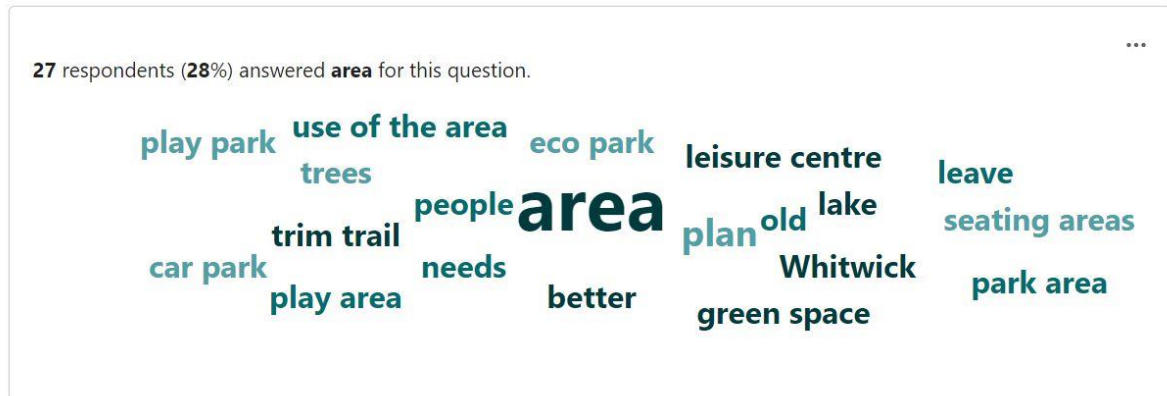 ...
27 respondents (28%) answered area for this question.
use of the area
play park
eco park
leisure centre
trees
leave
people
area
lake
old
seating areas
trim trail
plan
car park
needs
Whitwick
park area
play area
better
green space